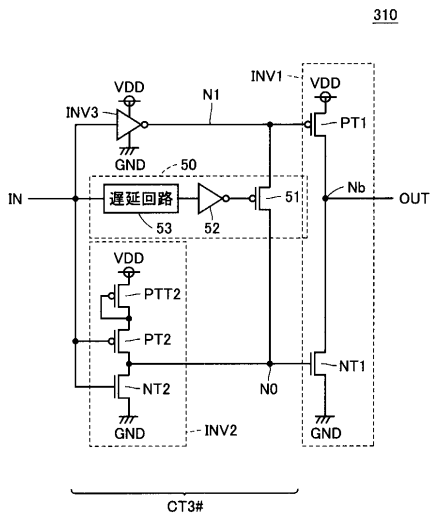 310
VDD
INV1
VDD
INV3
N1
PT1
GND
50
IN
遅延回路
51
Nb
OUT
53
52
VDD
PTT2
PT2
NT2
N0
NT1
GND
INV2
GND
CT3#